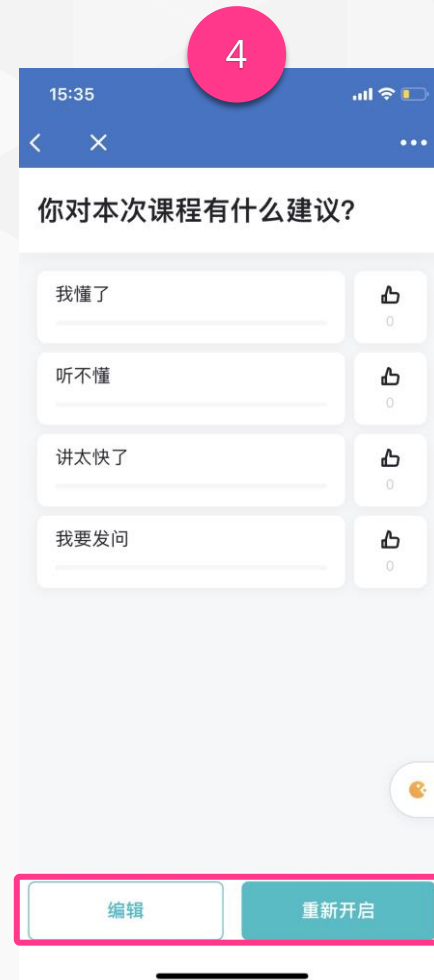 4
15:35
你对本次课程有什么建议?
我懂了
0
听不懂
0
讲太快了
0
我要发问
0
编辑 重新开启